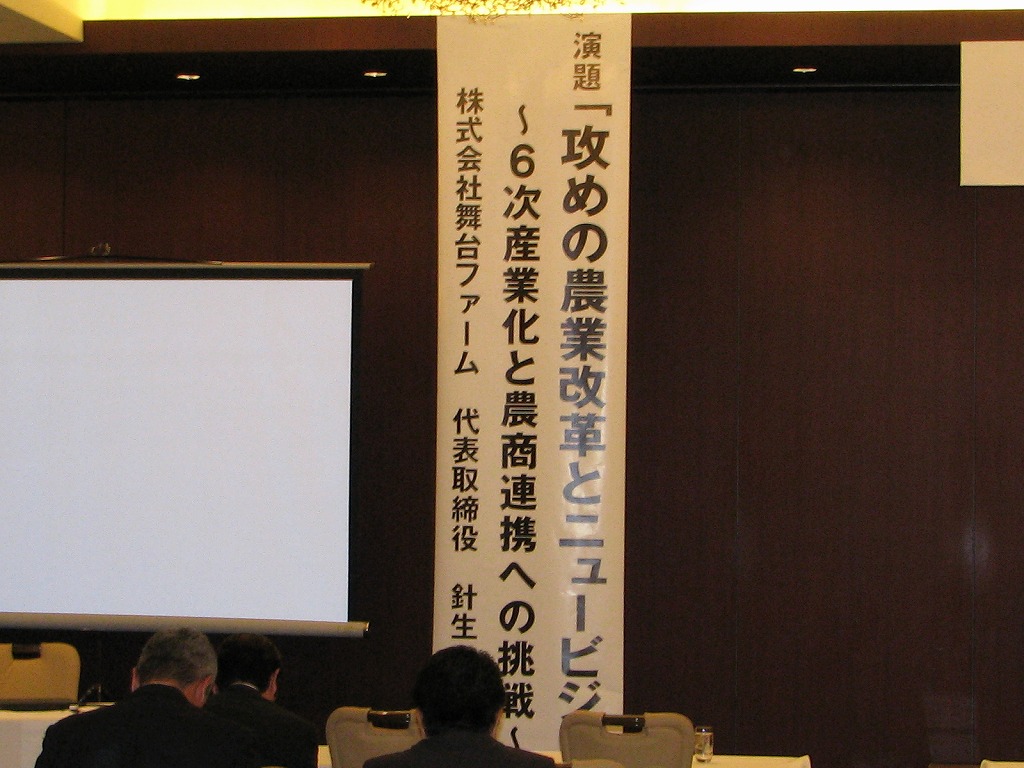 演題「攻めの農業改革とニュービジ
～6次産業化と農商連携への挑戦～
株式会社舞台ファーム 代表取締役 針生